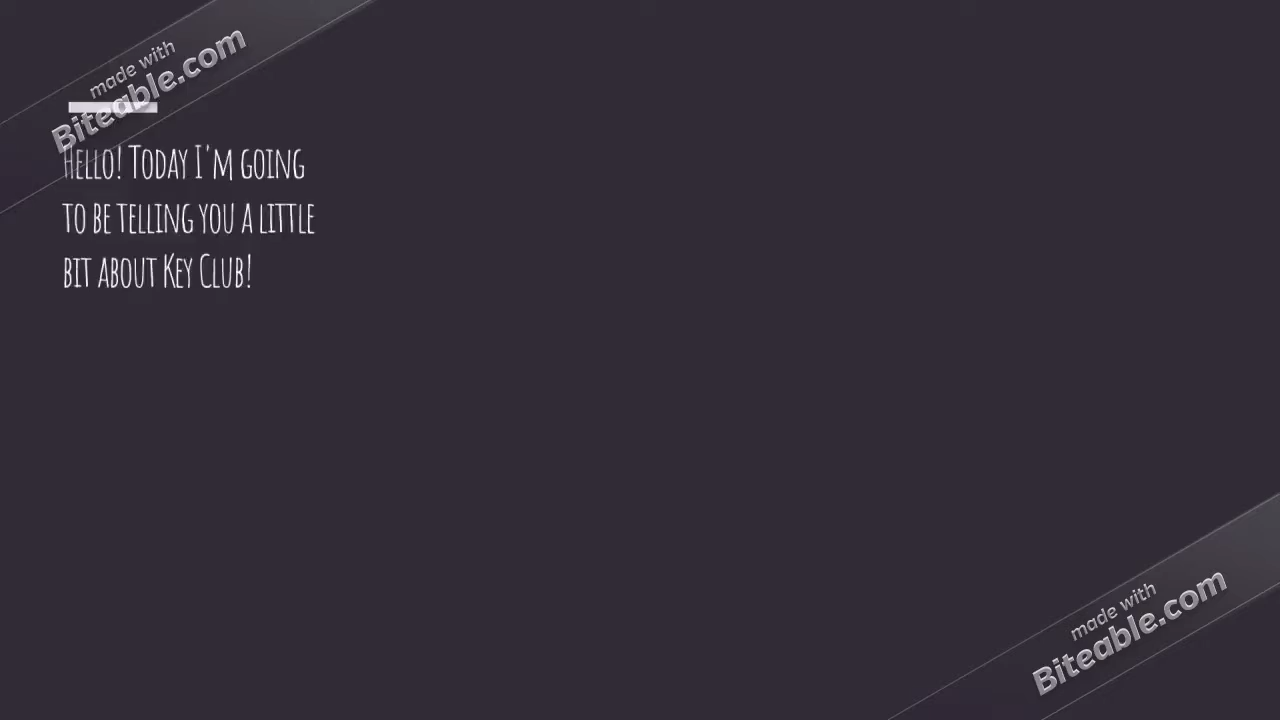 made with
Biteable.com
Hello! Today I'm going
to be telling you a little
bit about Key Club!
made with
Biteable.com